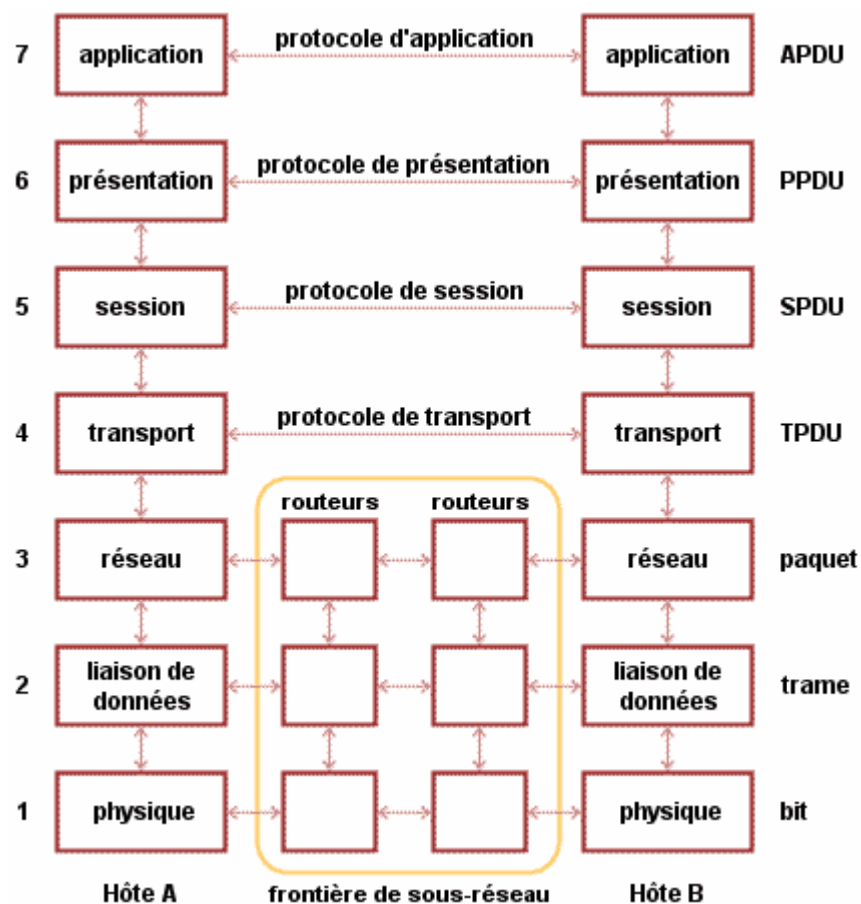 7 application protocole d'application application APDU
6 présentation protocole de présentation présentation PPDU
5 session protocole de session session SPDU
4 transport protocole de transport transport TPDU
routeurs routeurs
3 réseau réseau paquet
2 liaison de données liaison de données trame
1 physique physique bit
Hôte A frontière de sous-réseau Hôte B